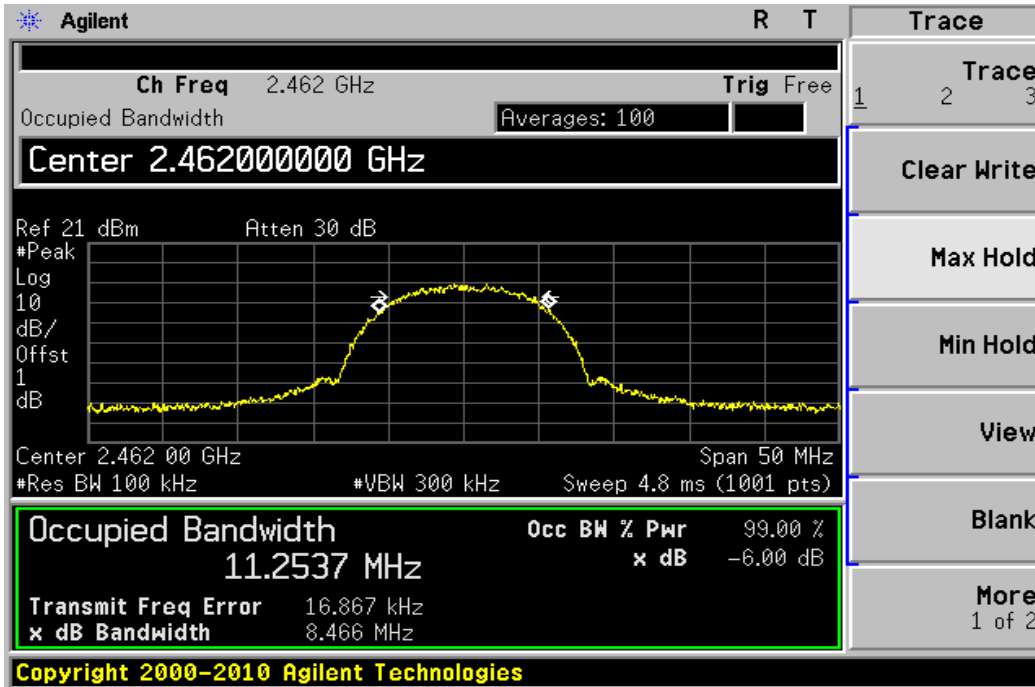 Agilent R T Trace
Ch Freq 2.462 GHz Trig Free
Occupied Bandwidth Averages: 100
Center 2.462000000 GHz
Ref 21 dBm Atten 30 dB
#Peak
Log
10
dB/
Offst
1
dB
Center 2.462 00 GHz Span 50 MHz
#Res BW 100 kHz #VBW 300 kHz Sweep 4.8 ms (1001 pts)
Occupied Bandwidth Occ BW % Pwr 99.00 %
11.2537 MHz x dB -6.00 dB
Transmit Freq Error 16.867 kHz
x dB Bandwidth 8.466 MHz
Copyright 2000-2010 Agilent Technologies
Trace
1 2 3
Clear Write
Max Hold
Min Hold
View
Blank
More
1 of 2